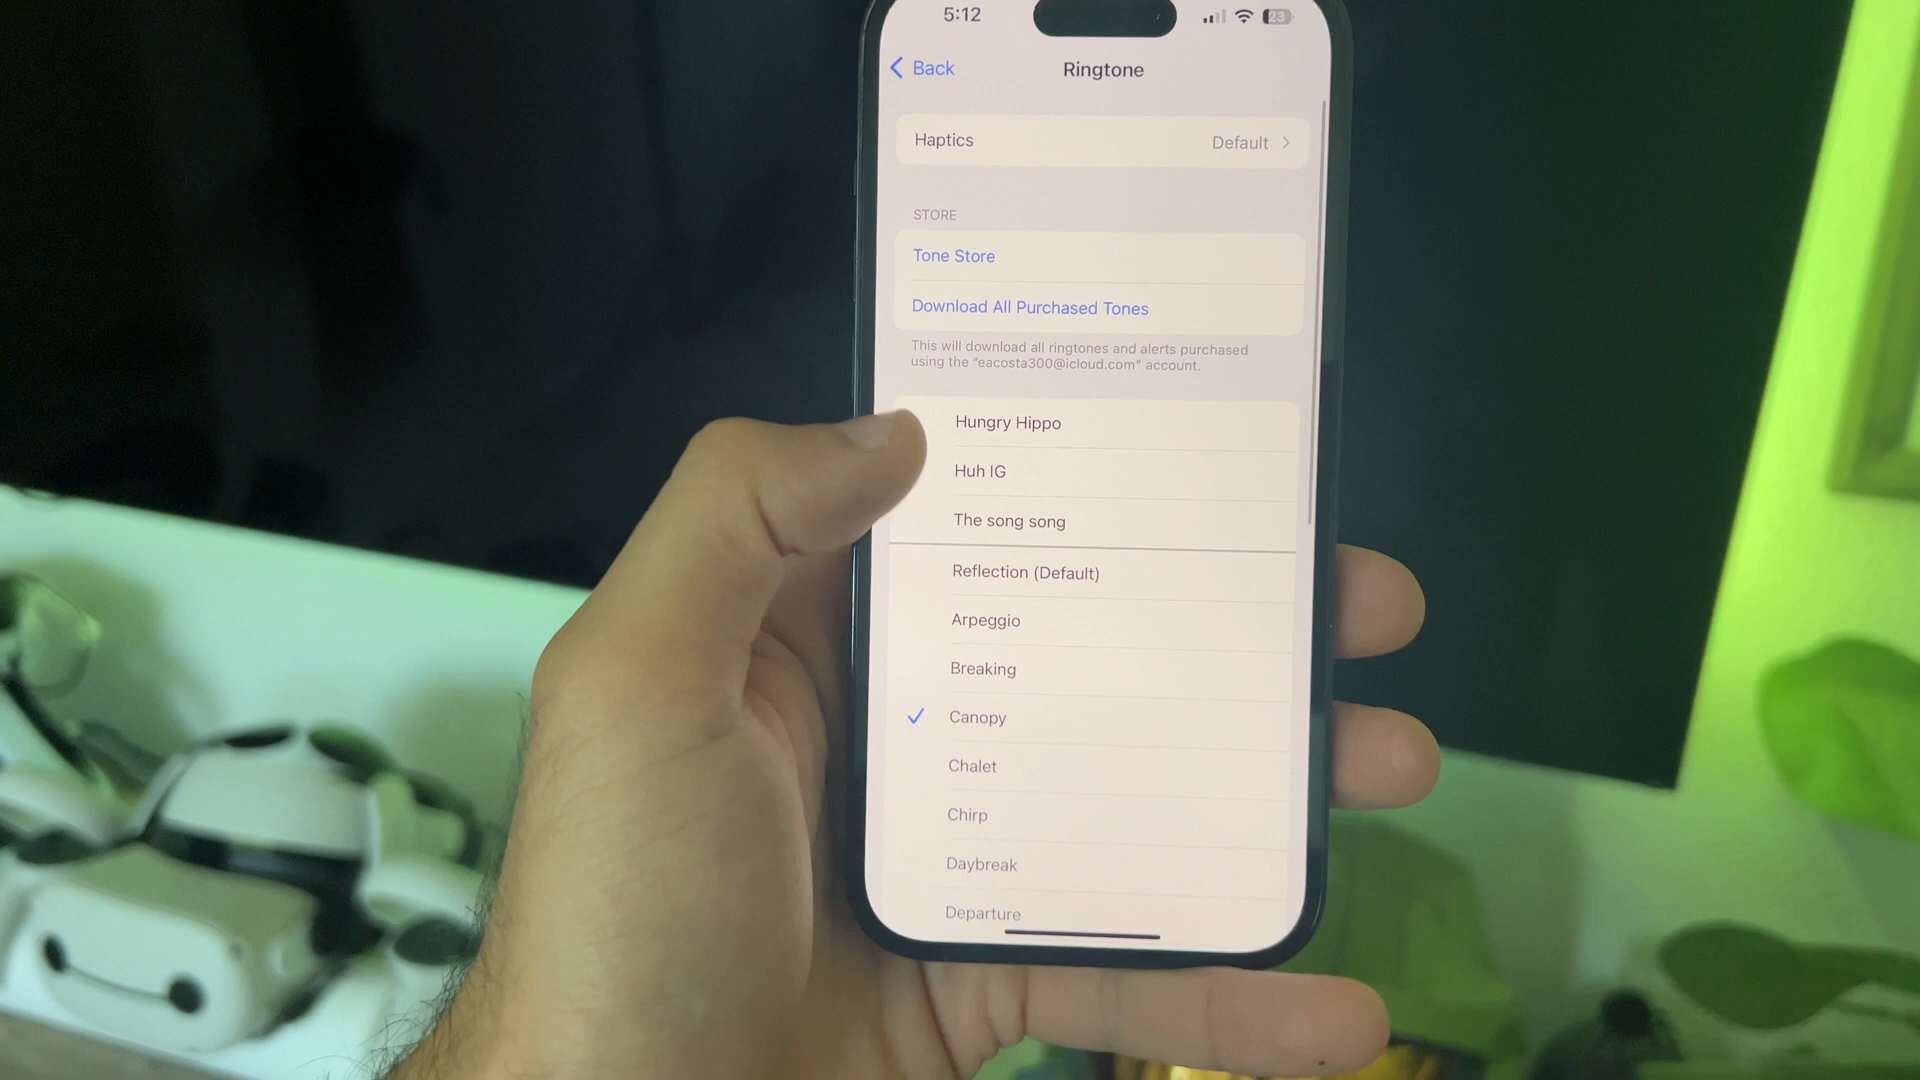 5:12
23
Back
Ringtone
Haptics
Default
STORE
Tone Store
Download All Purchased Tones
This will download all ringtones and alerts purchased
using the “eacosta300@icloud.com” account.
Hungry Hippo
Huh IG
The song song
Reflection (Default)
Arpeggio
Breaking
Canopy
Chalet
Chirp
Daybreak
Departure